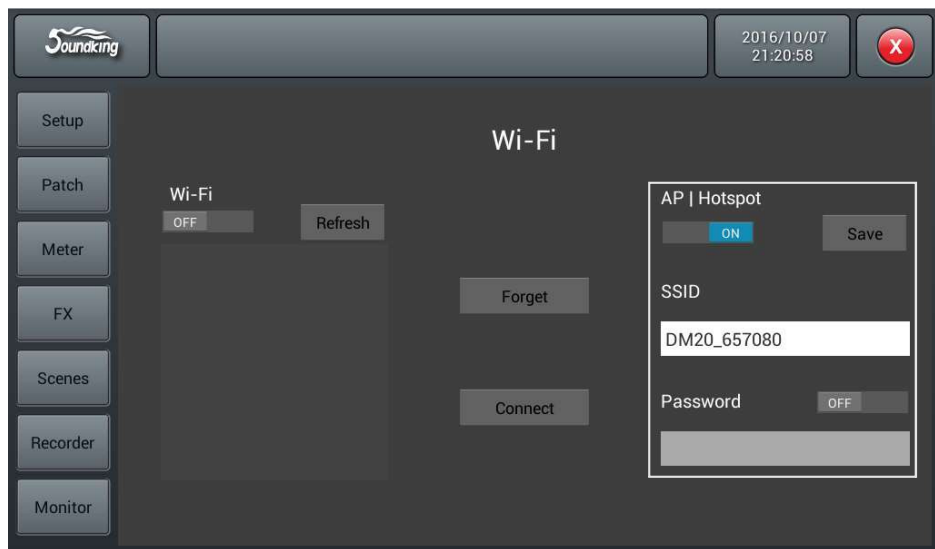 Soundking
2016/10/07
21:20:58
X
Setup
Patch
Meter
FX
Scenes
Recorder
Monitor
Wi-Fi
Wi-Fi
OFF
Refresh
Forget
Connect
AP | Hotspot
ON
Save
SSID
DM20_657080
Password
OFF